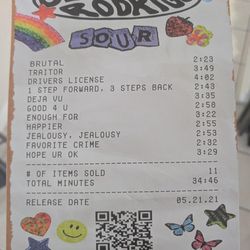 SOUR
BRUTAL 2:23
TRAITOR 3:49
DRIVERS LICENSE 4:02
1 STEP FORWARD, 3 STEPS BACK 2:43
DEJA VU 3:35
GOOD 4 U 2:58
ENOUGH FOR 3:22
HAPPIER 2:55
JEALOUSY, JEALOUSY 2:53
FAVORITE CRIME 2:32
HOPE UR OK 3:29
# OF ITEMS SOLD 11
TOTAL MINUTES 34:46
RELEASE DATE 05.21.21